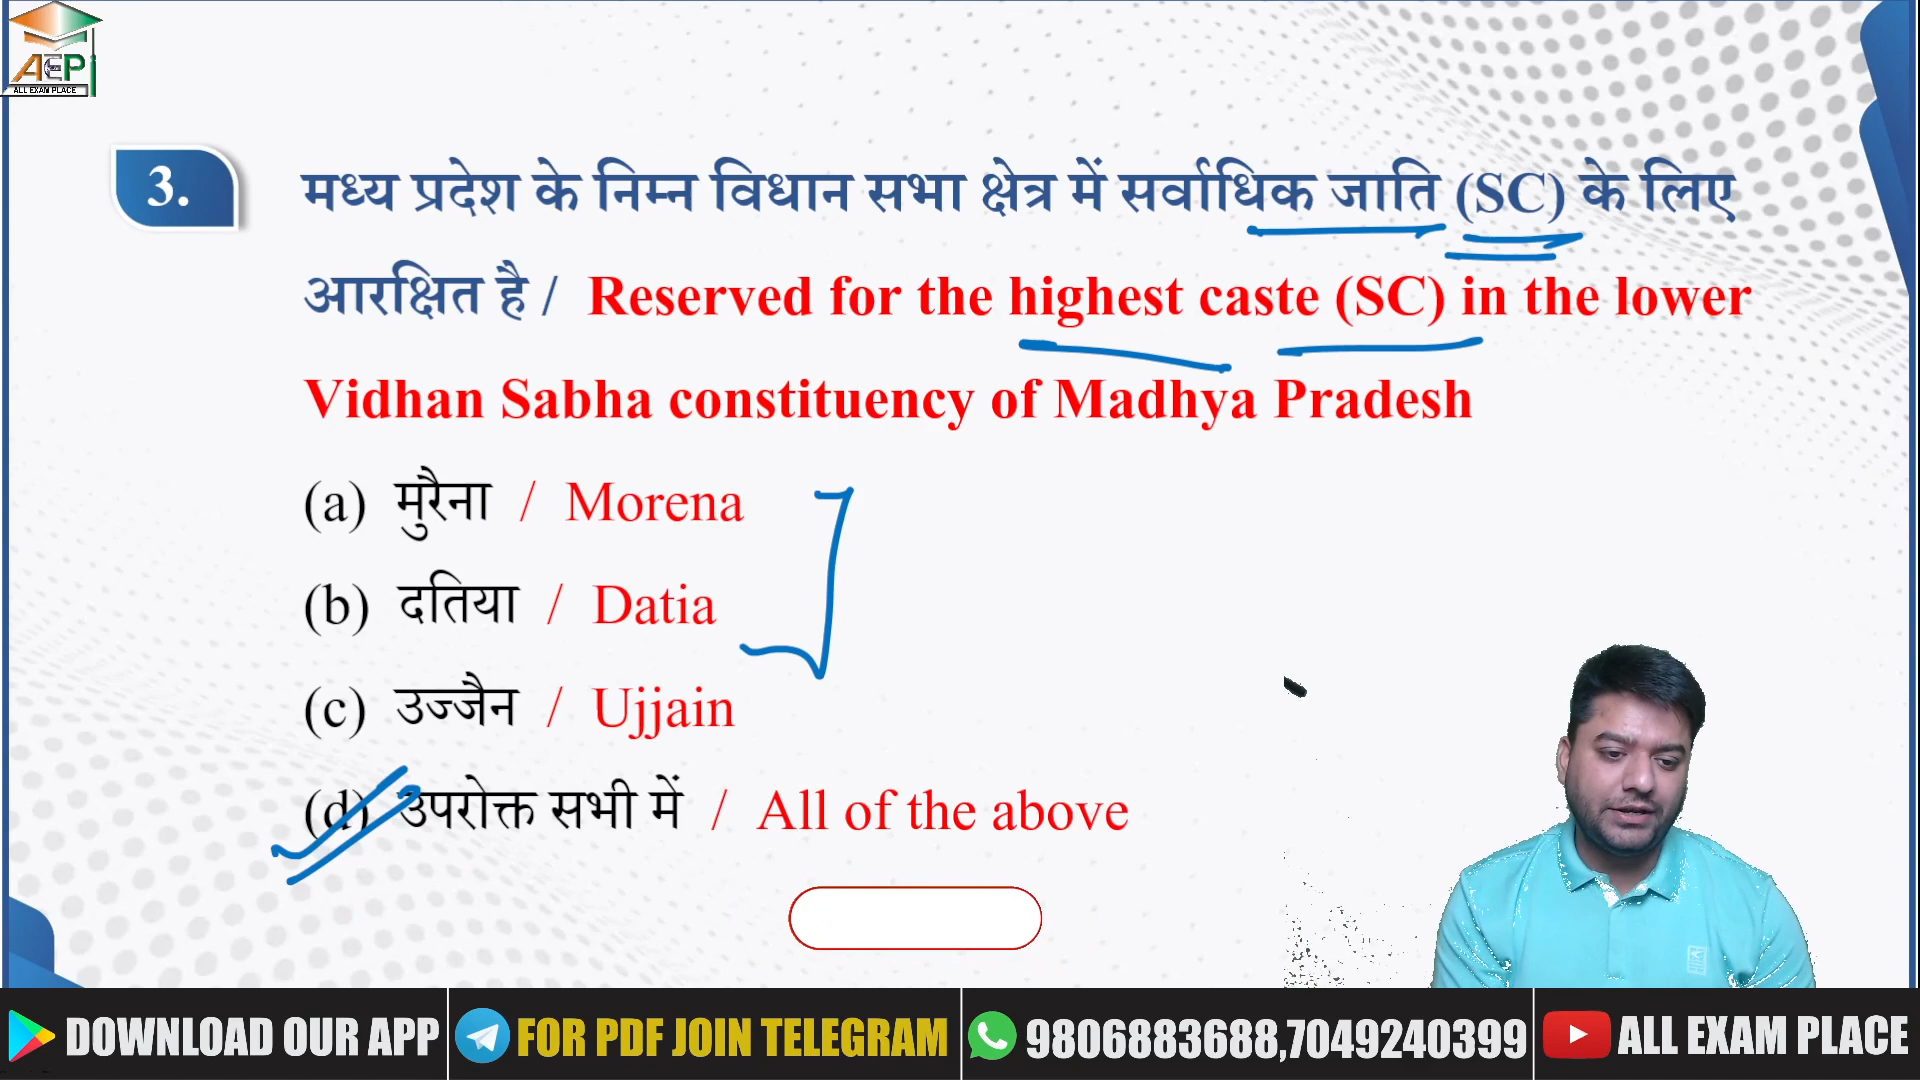 AEP
ALL EXAM PLACE
3. मध्य प्रदेश के निम्न विधान सभा क्षेत्र में सर्वाधिक जाति (SC) के लिए
आरक्षित है / Reserved for the highest caste (SC) in the lower
Vidhan Sabha constituency of Madhya Pradesh
(a) मुरैना / Morena
(b) दतिया / Datia
(c) उज्जैन / Ujjain
(d) उपरोक्त सभी में / All of the above
DOWNLOAD OUR APP FOR PDF JOIN TELEGRAM 9806883688,7049240399 ALL EXAM PLACE